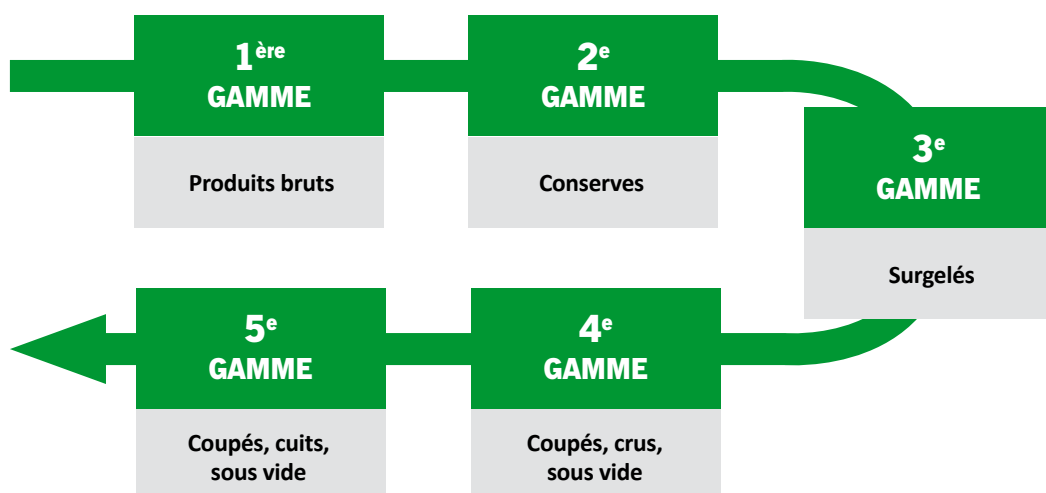 1ère
GAMME
Produits bruts
2e
GAMME
Conserves
3e
GAMME
Surgelés
4e
GAMME
Coupés, crus,
sous vide
5e
GAMME
Coupés, cuits,
sous vide